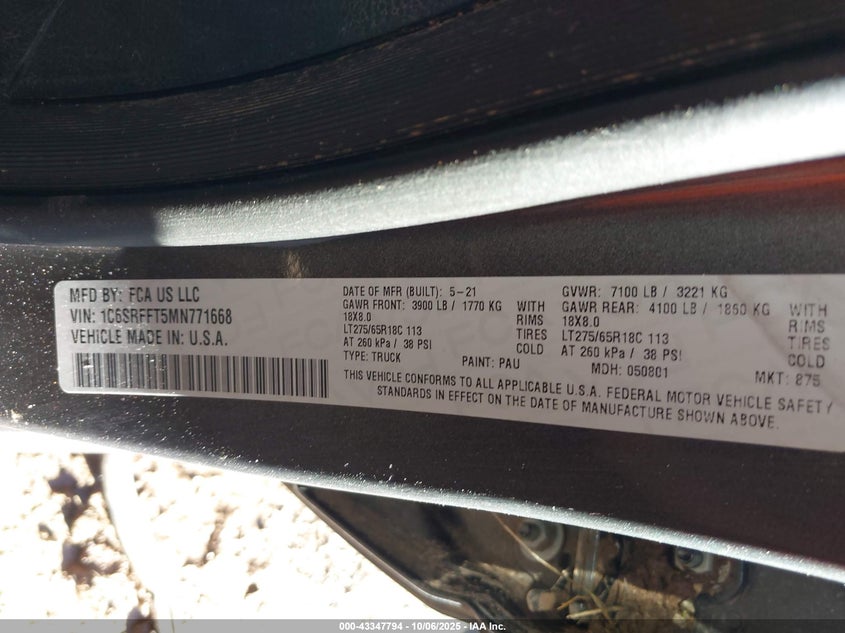 MFD BY: FCA US LLC
VIN: 1C6SRFFT5MN771668
VEHICLE MADE IN U.S.A.
DATE OF MFR (BUILT): 5-21
GVWR: 7100 LB / 3221 KG
GAWR FRONT: 3900 LB / 1770 KG WITH
GAWR REAR: 4100 LB / 1860 KG WITH
18X8.0 RIMS
18X8.0 RIMS
LT275/65R18C 113 TIRES
LT275/65R18C 113 TIRES
AT 260 kPa / 38 PSI COLD
AT 260 kPa / 38 PSI COLD
TYPE: TRUCK PAINT: PAU MDH: 050801 MKT: 875
THIS VEHICLE CONFORMS TO ALL APPLICABLE U.S.A. FEDERAL MOTOR VEHICLE SAFETY
STANDARDS IN EFFECT ON THE DATE OF MANUFACTURE SHOWN ABOVE.
000-43347794 - 10/06/2025 - © IAA Inc.